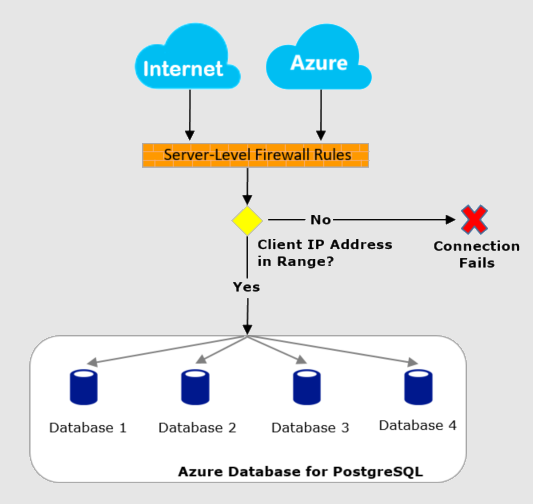 Internet
Azure
Server-Level Firewall Rules
No
Client IP Address
in Range?
Connection
Fails
Yes
Database 1
Database 2
Database 3
Database 4
Azure Database for PostgreSQL